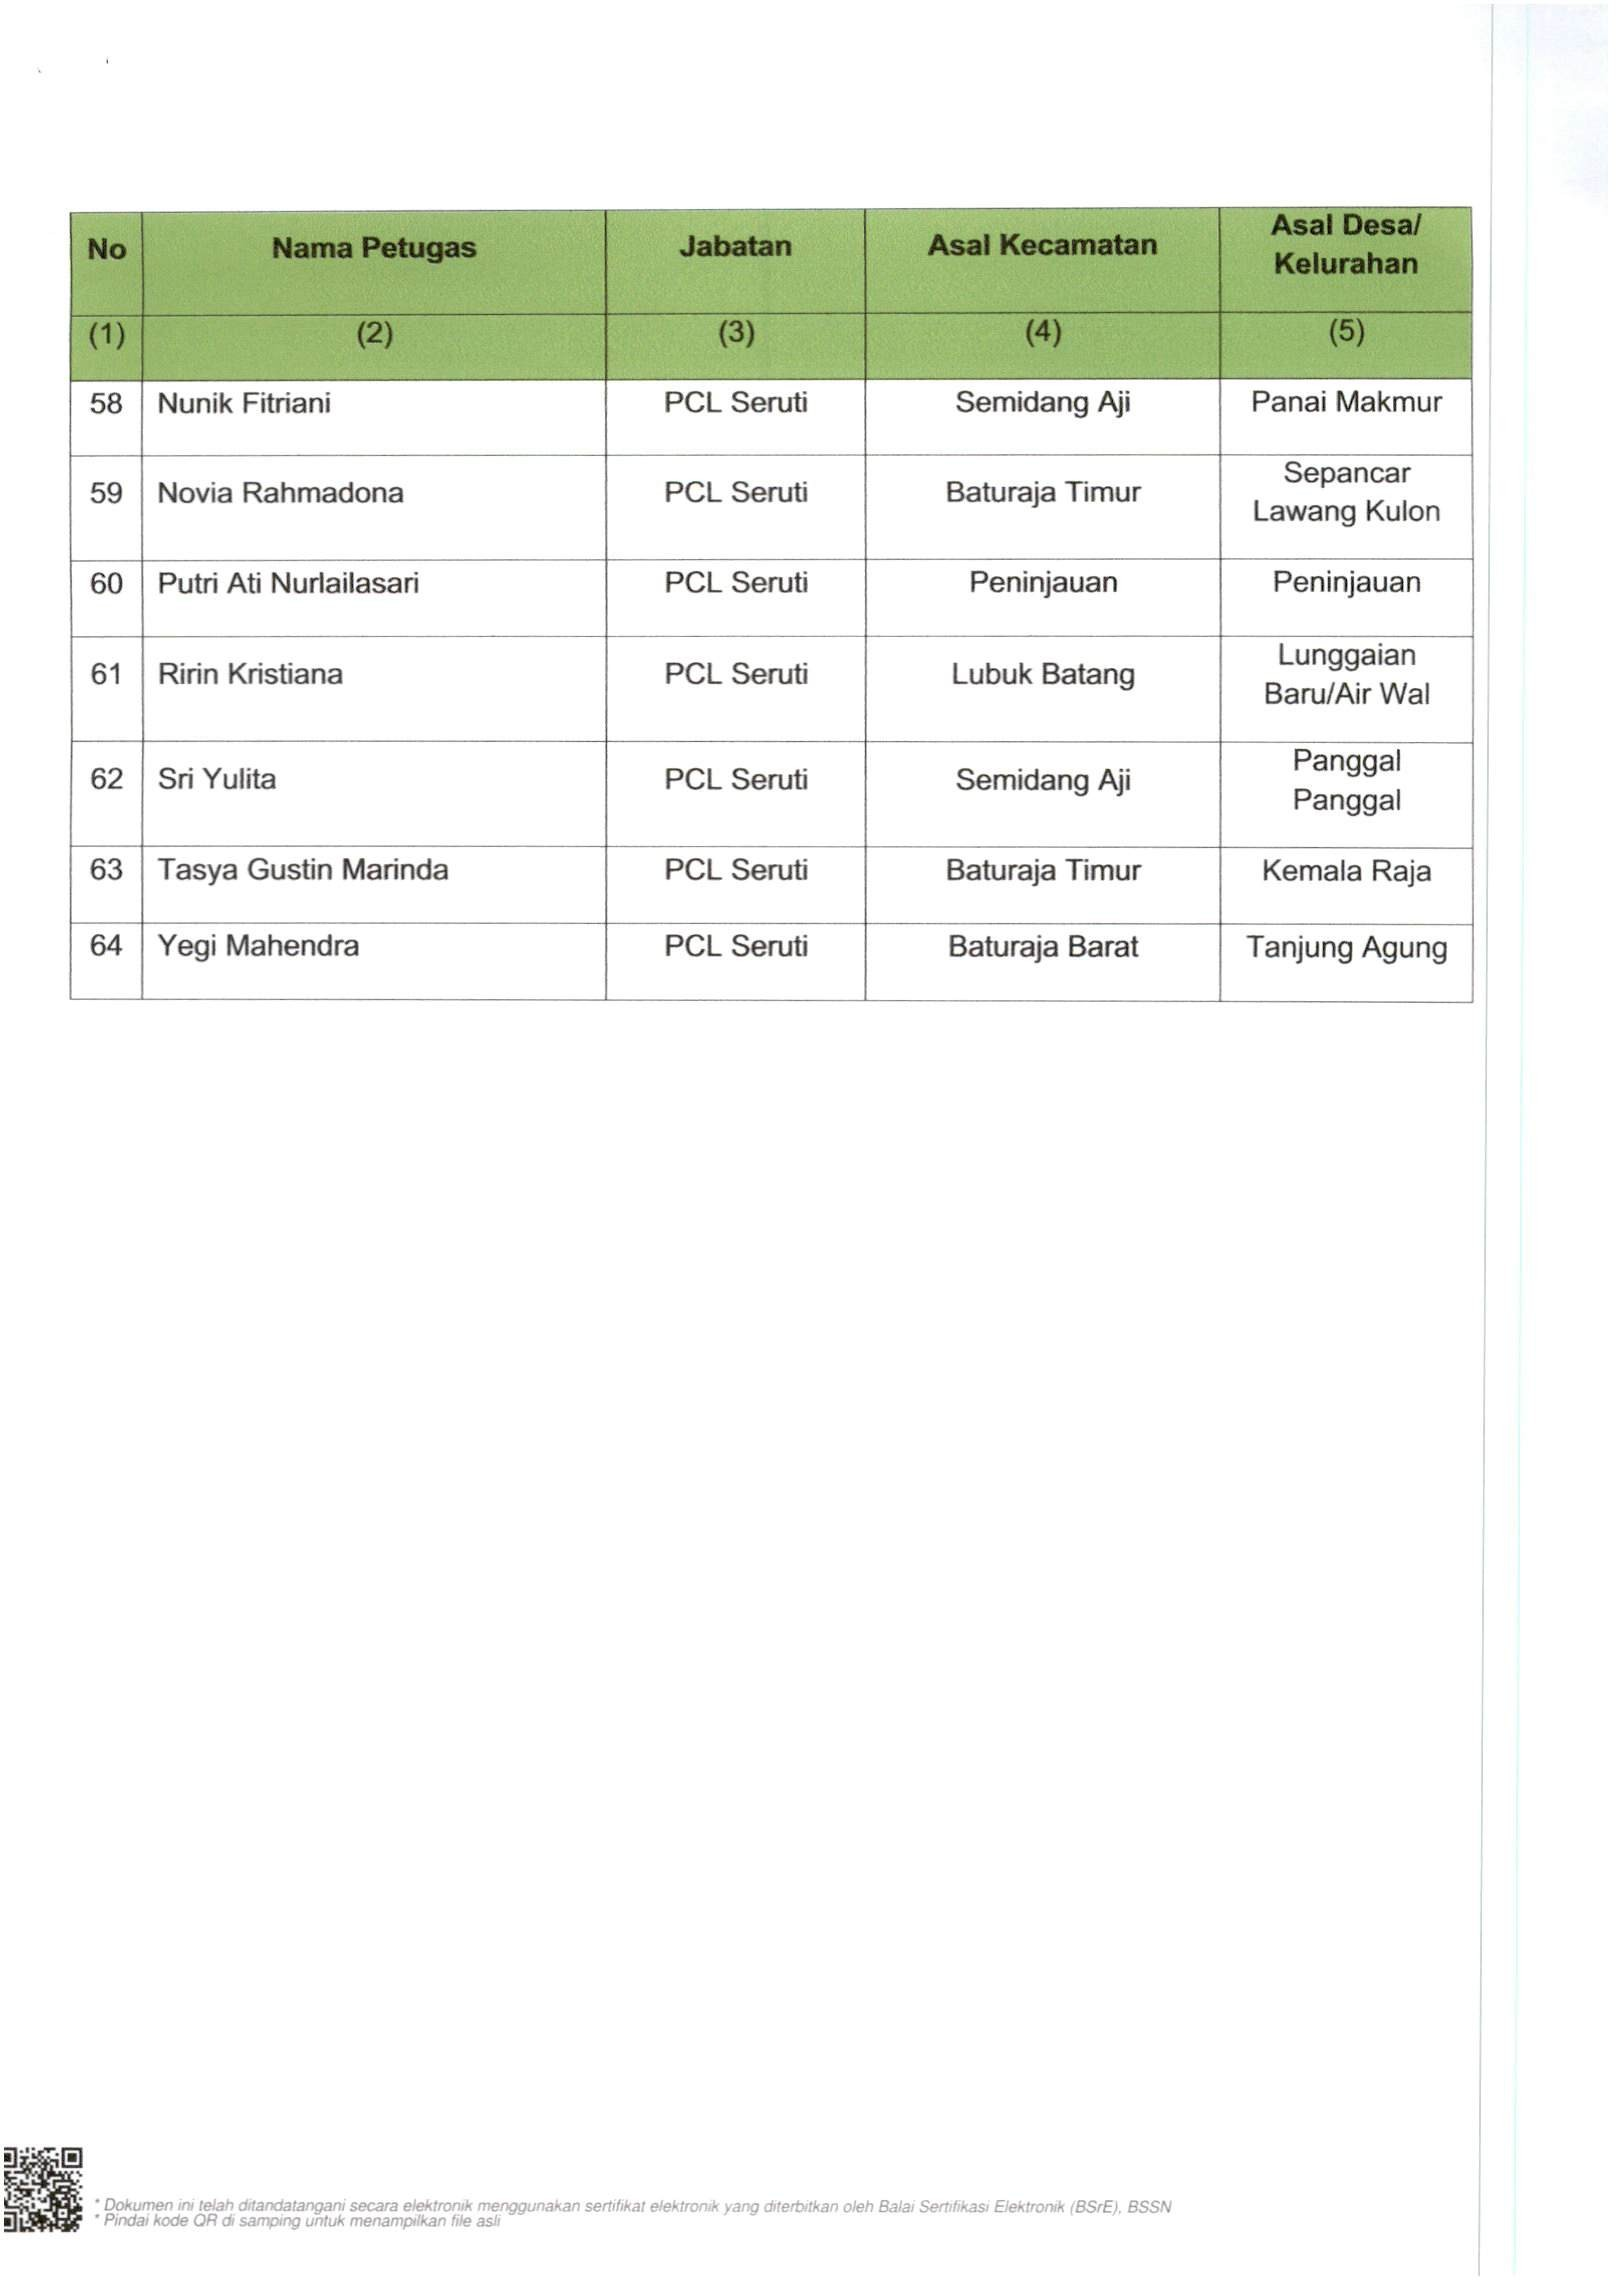 No Nama Petugas Jabatan Asal Kecamatan Asal Desa/
Kelurahan
(1) (2) (3) (4) (5)
58 Nunik Fitriani PCL Seruti Semidang Aji Panai Makmur
59 Novia Rahmadona PCL Seruti Baturaja Timur Sepancar
Lawang Kulon
60 Putri Ati Nurlailasari PCL Seruti Peninjauan Peninjauan
61 Ririn Kristiana PCL Seruti Lubuk Batang Lunggaian
Baru/Air Wal
62 Sri Yulita PCL Seruti Semidang Aji Panggal
Panggal
63 Tasya Gustin Marinda PCL Seruti Baturaja Timur Kemala Raja
64 Yegi Mahendra PCL Seruti Baturaja Barat Tanjung Agung
* Dokumen ini telah ditandatangani secara elektronik menggunakan sertifikat elektronik yang diterbitkan oleh Balai Sertifikasi Elektronik (BSrE), BSSN
* Pindai kode QR di samping untuk menampilkan file asli